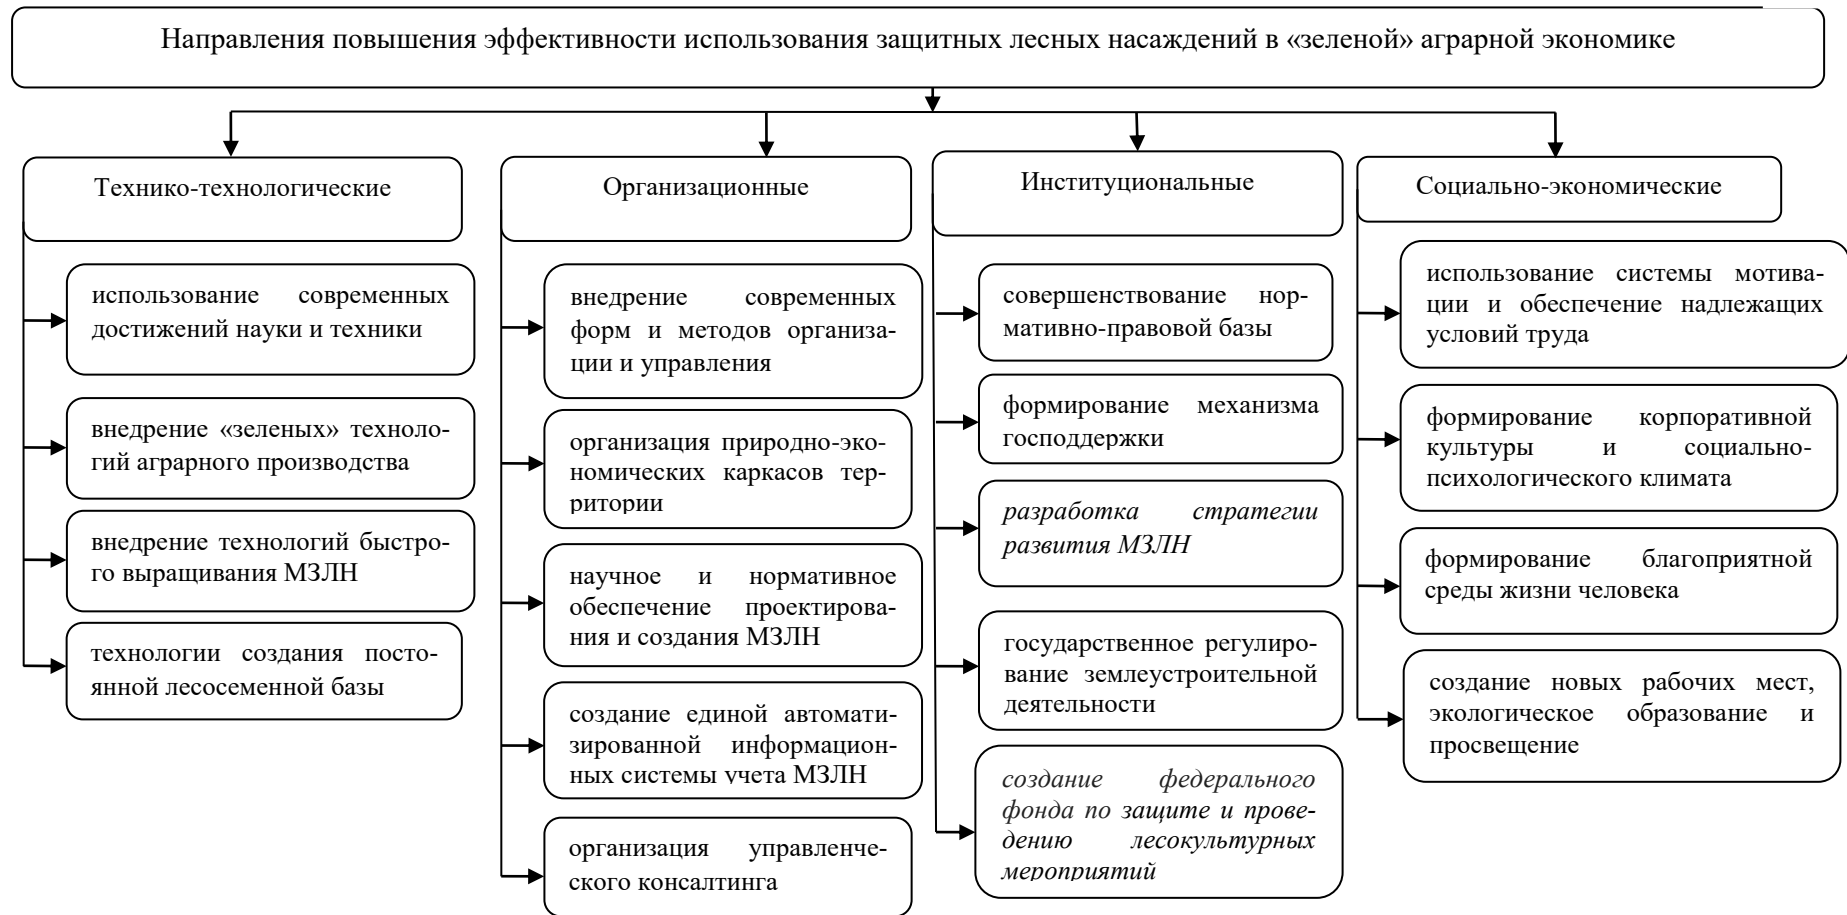 Направления повышения эффективности использования защитных лесных насаждений в «зеленой» аграрной экономике
Технико-технологические
использование современных
достижений науки и техники
внедрение «зеленых» техноло-
гий аграрного производства
внедрение технологий быстро-
го выращивания МЗЛН
технологии создания посто-
янной лесосеменной базы
Организационные
внедрение современных
форм и методов организа-
ции и управления
организация природно-эко-
номических каркасов тер-
ритории
научное и нормативное
обеспечение проектирова-
ния и создания МЗЛН
создание единой автомати-
зированной информацион-
ных системы учета МЗЛН
организация управленче-
ского консалтинга
Институциональные
совершенствование нор-
мативно-правовой базы
формирование механизма
господдержки
разработка стратегии
развития МЗЛН
государственное регулиро-
вание землеустроительной
деятельности
создание федерального
фонда по защите и прове-
дению лесокультурных
мероприятий
Социально-экономические
использование системы мотива-
ции и обеспечение надлежащих
условий труда
формирование корпоративной
культуры и социально-
психологического климата
формирование благоприятной
среды жизни человека
создание новых рабочих мест,
экологическое образование и
просвещение